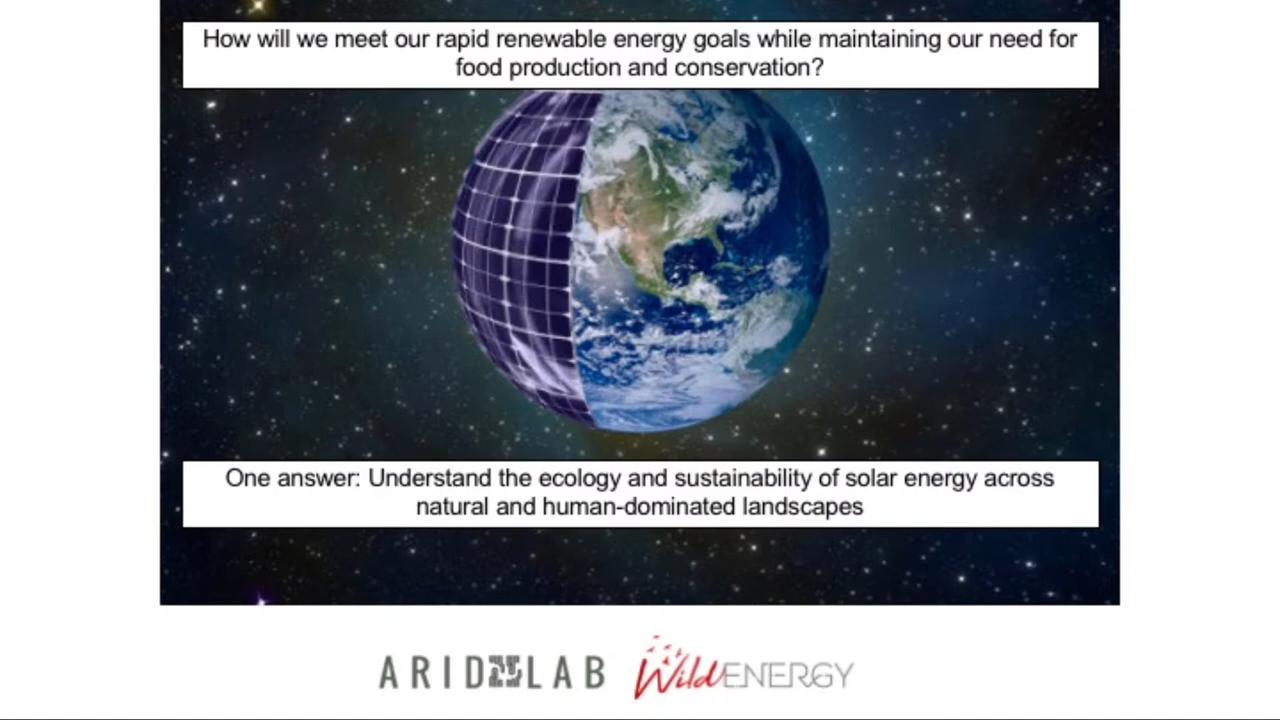 How will we meet our rapid renewable energy goals while maintaining our need for
food production and conservation?
One answer: Understand the ecology and sustainability of solar energy across
natural and human-dominated landscapes
ARID LAB WildENERGY